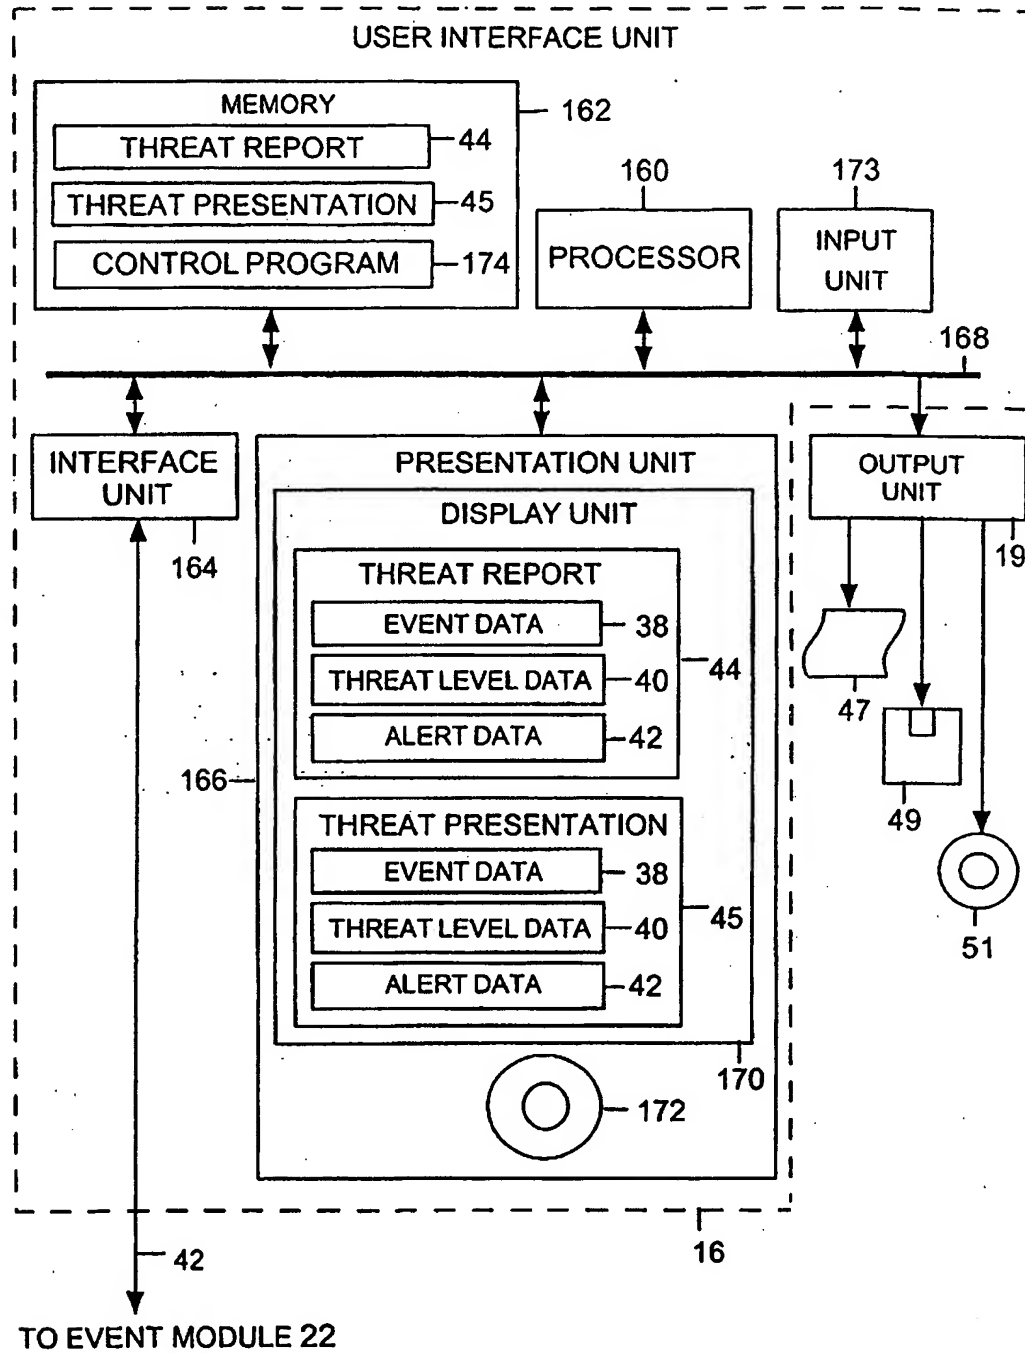 USER INTERFACE UNIT
MEMORY
162
THREAT REPORT
44
THREAT PRESENTATION
45
CONTROL PROGRAM
174
160
PROCESSOR
173
INPUT
UNIT
168
INTERFACE
UNIT
164
PRESENTATION UNIT
DISPLAY UNIT
THREAT REPORT
EVENT DATA
38
THREAT LEVEL DATA
40
ALERT DATA
42
44
166
THREAT PRESENTATION
EVENT DATA
38
THREAT LEVEL DATA
40
ALERT DATA
42
45
170
172
OUTPUT
UNIT
19
47
49
51
16
42
TO EVENT MODULE 22